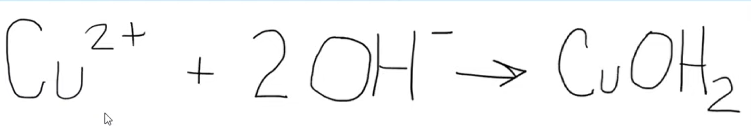 Cu²⁺ + 2OH⁻ → CuOH₂